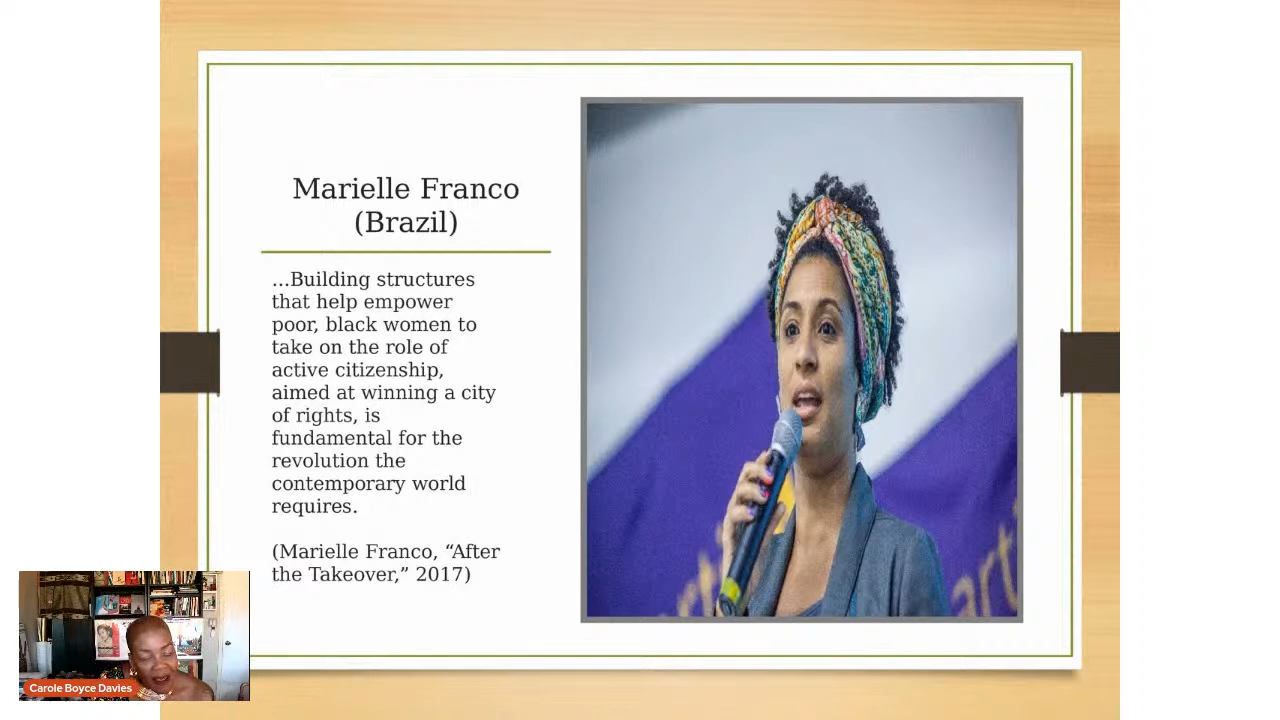 Marielle Franco
(Brazil)
...Building structures
that help empower
poor, black women to
take on the role of
active citizenship,
aimed at winning a city
of rights, is
fundamental for the
revolution the
contemporary world
requires.
(Marielle Franco, “After
the Takeover,” 2017)
Carole Boyce Davies